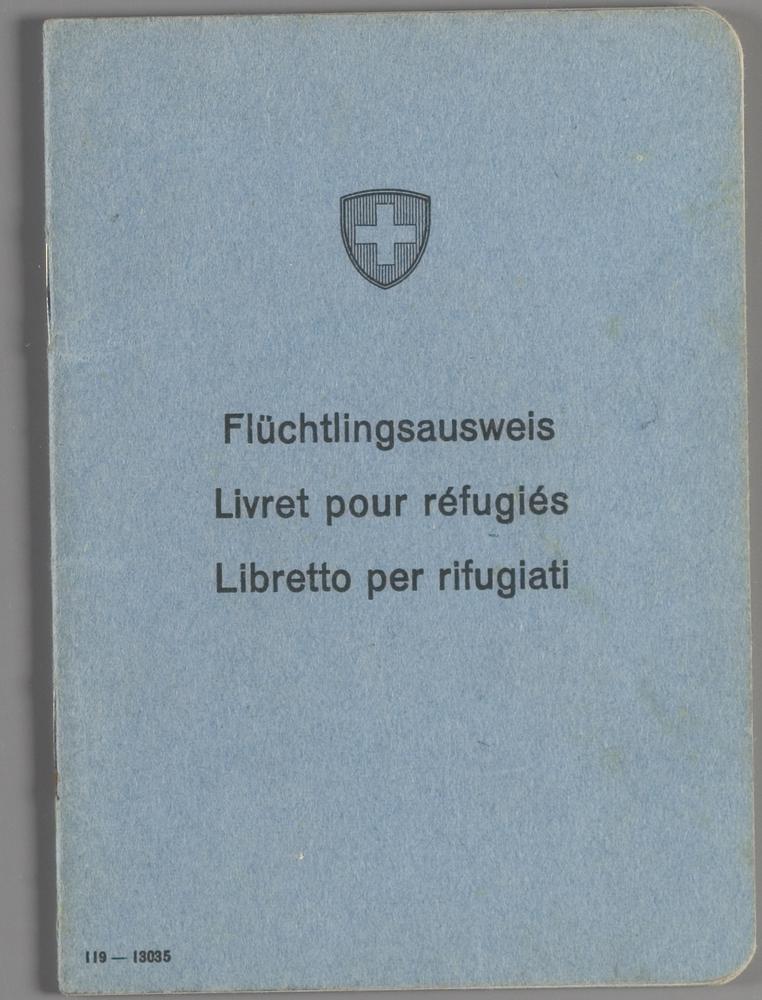 Flüchtlingsausweis
Livret pour réfugiés
Libretto per rifugiati
119 — 13035